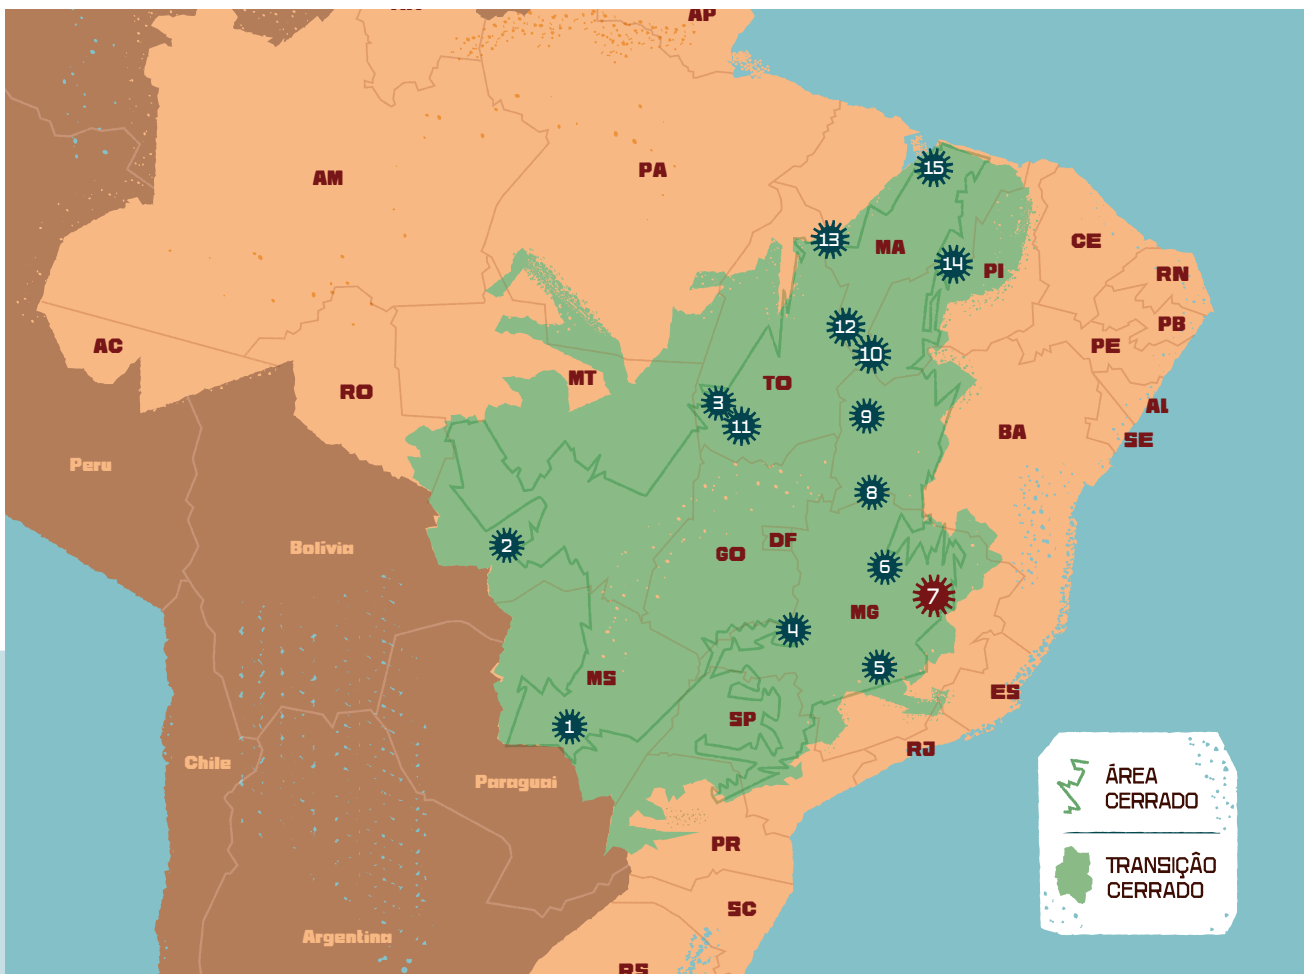 AP
15
AM
PA
13
MA
14
PI
CE
RN
12
PB
10
PE
AC
RO
MT
TO
3
11
9
BA
AL
SE
Peru
8
2
Bolívia
GO
DF
6
7
MG
4
5
MS
ES
1
SP
RJ
Chile
Paraguai
ÁREA
CERRADO
PR
TRANSIÇÃO
CERRADO
SC
Argentina
RS